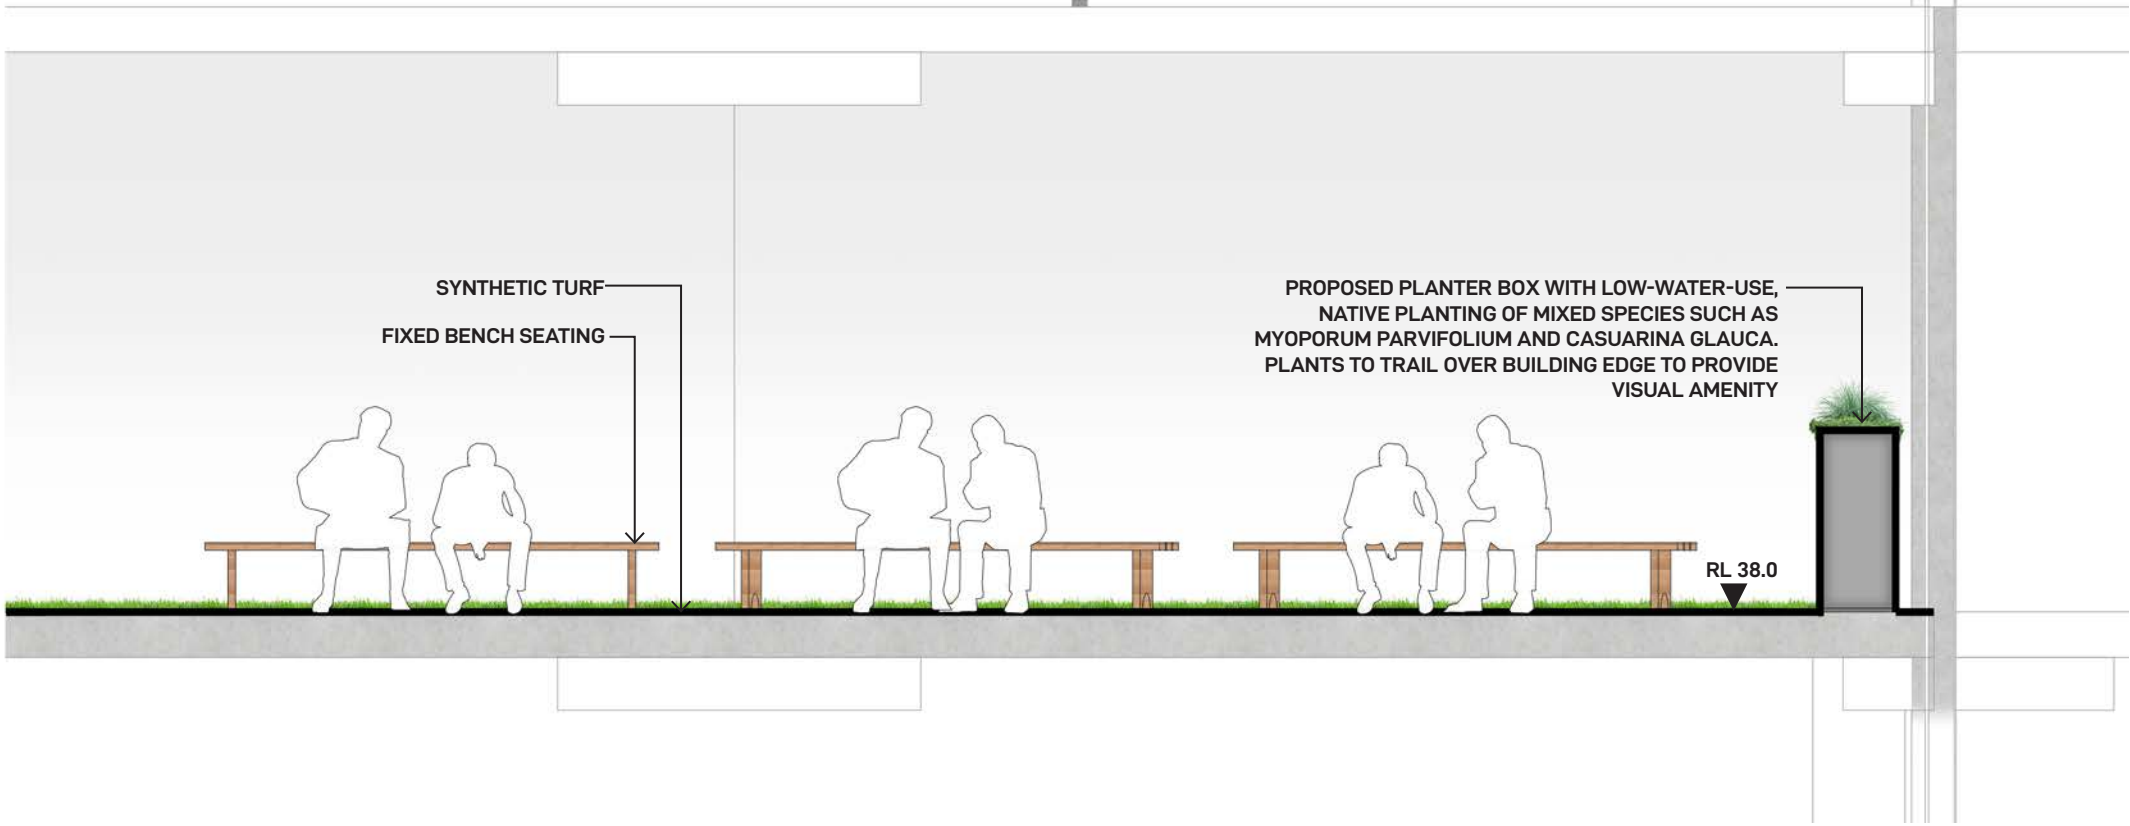 SYNTHETIC TURF
FIXED BENCH SEATING
PROPOSED PLANTER BOX WITH LOW-WATER-USE,
NATIVE PLANTING OF MIXED SPECIES SUCH AS
MYOPORUM PARVIFOLIUM AND CASUARINA GLAUCA.
PLANTS TO TRAIL OVER BUILDING EDGE TO PROVIDE
VISUAL AMENITY
RL 38.0